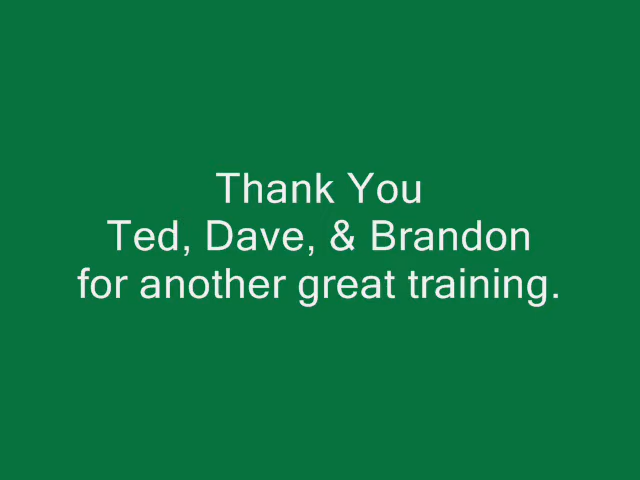 Thank You
Ted, Dave, & Brandon
for another great training.